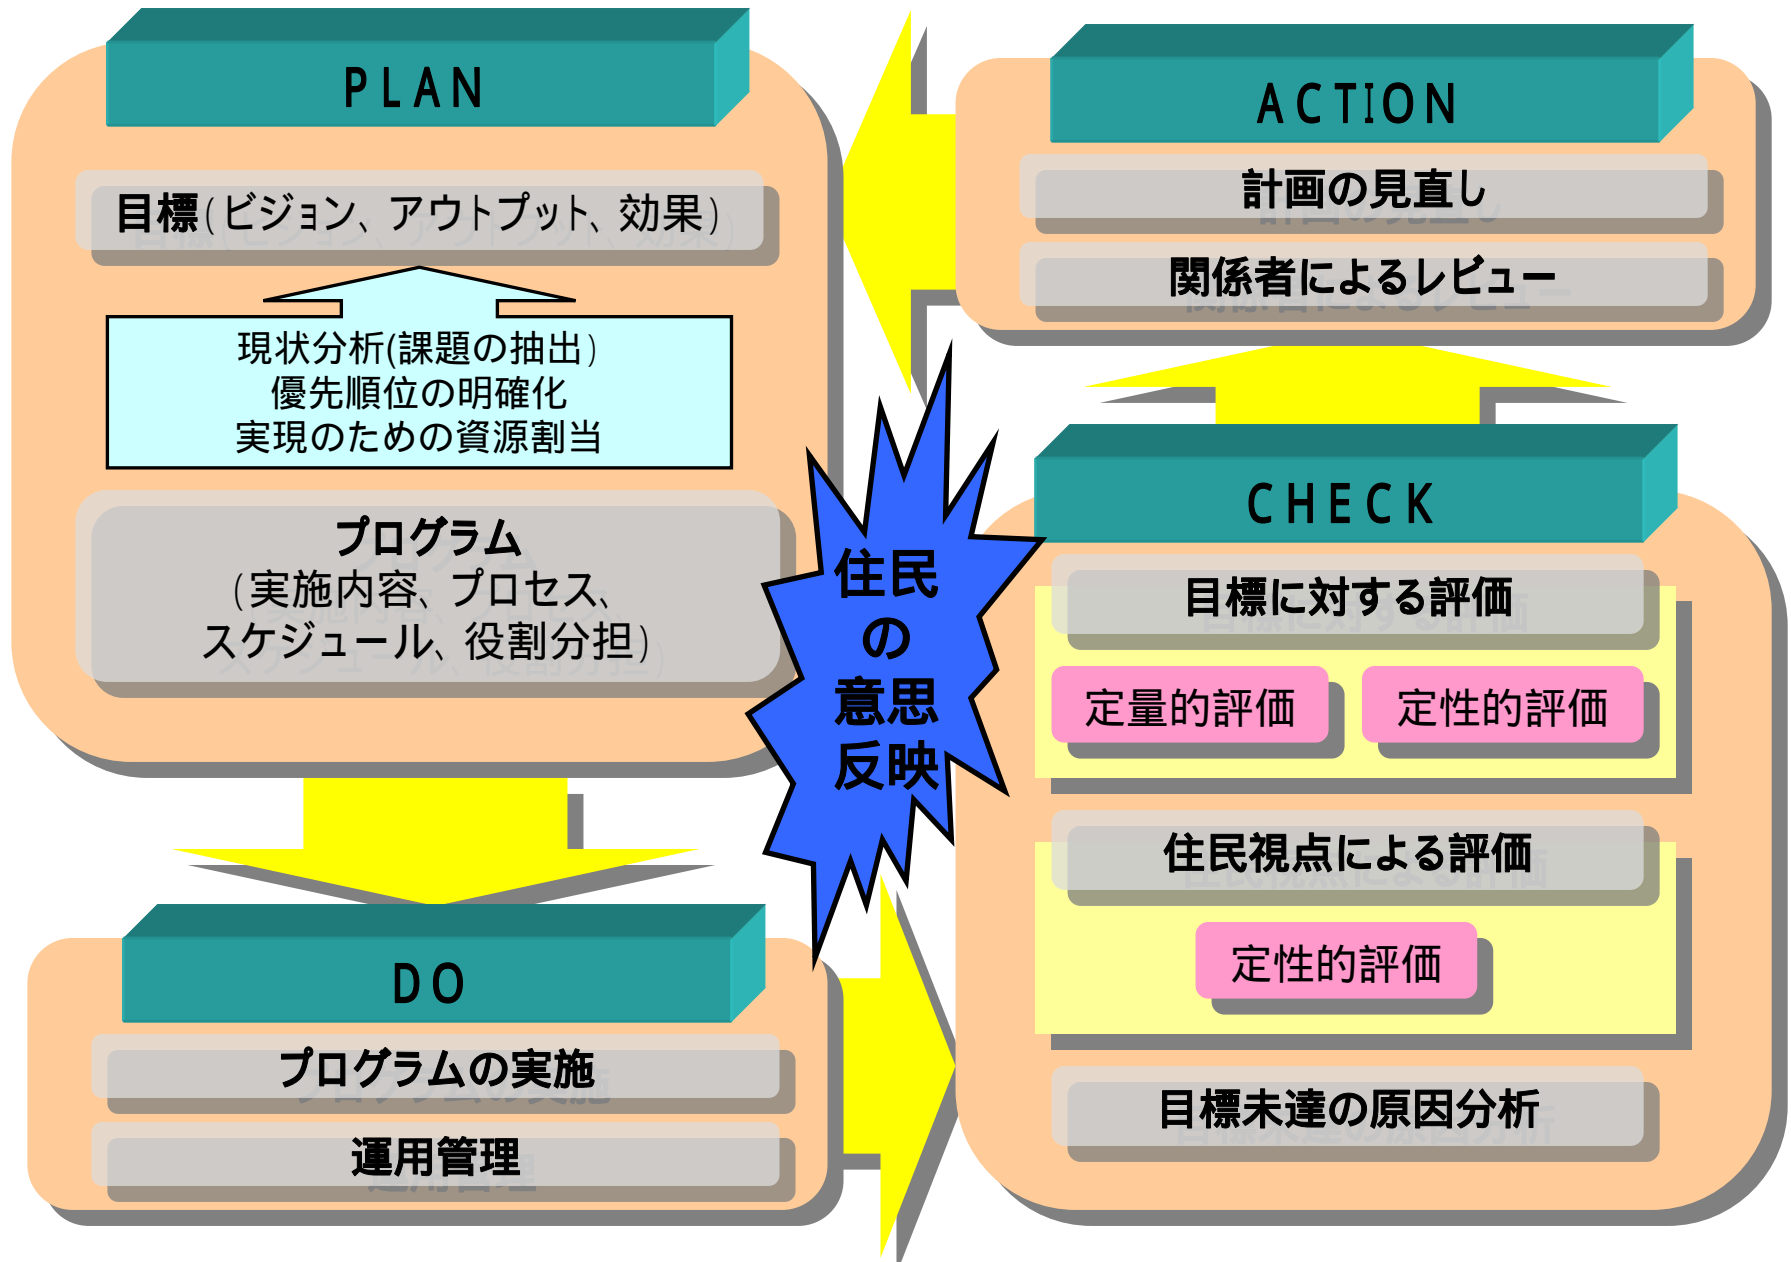 PLAN
目標(ビジョン、アウトプット、効果)
現状分析(課題の抽出)
優先順位の明確化
実現のための資源割当
プログラム
(実施内容、プロセス、
スケジュール、役割分担)
DO
プログラムの実施
運用管理
住民
の
意思
反映
ACTION
計画の見直し
関係者によるレビュー
CHECK
目標に対する評価
定量的評価 定性的評価
住民視点による評価
定性的評価
目標未達の原因分析